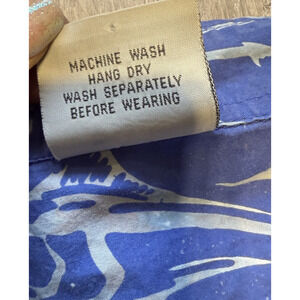 MACHINE WASH
HANG DRY
WASH SEPARATELY
BEFORE WEARING